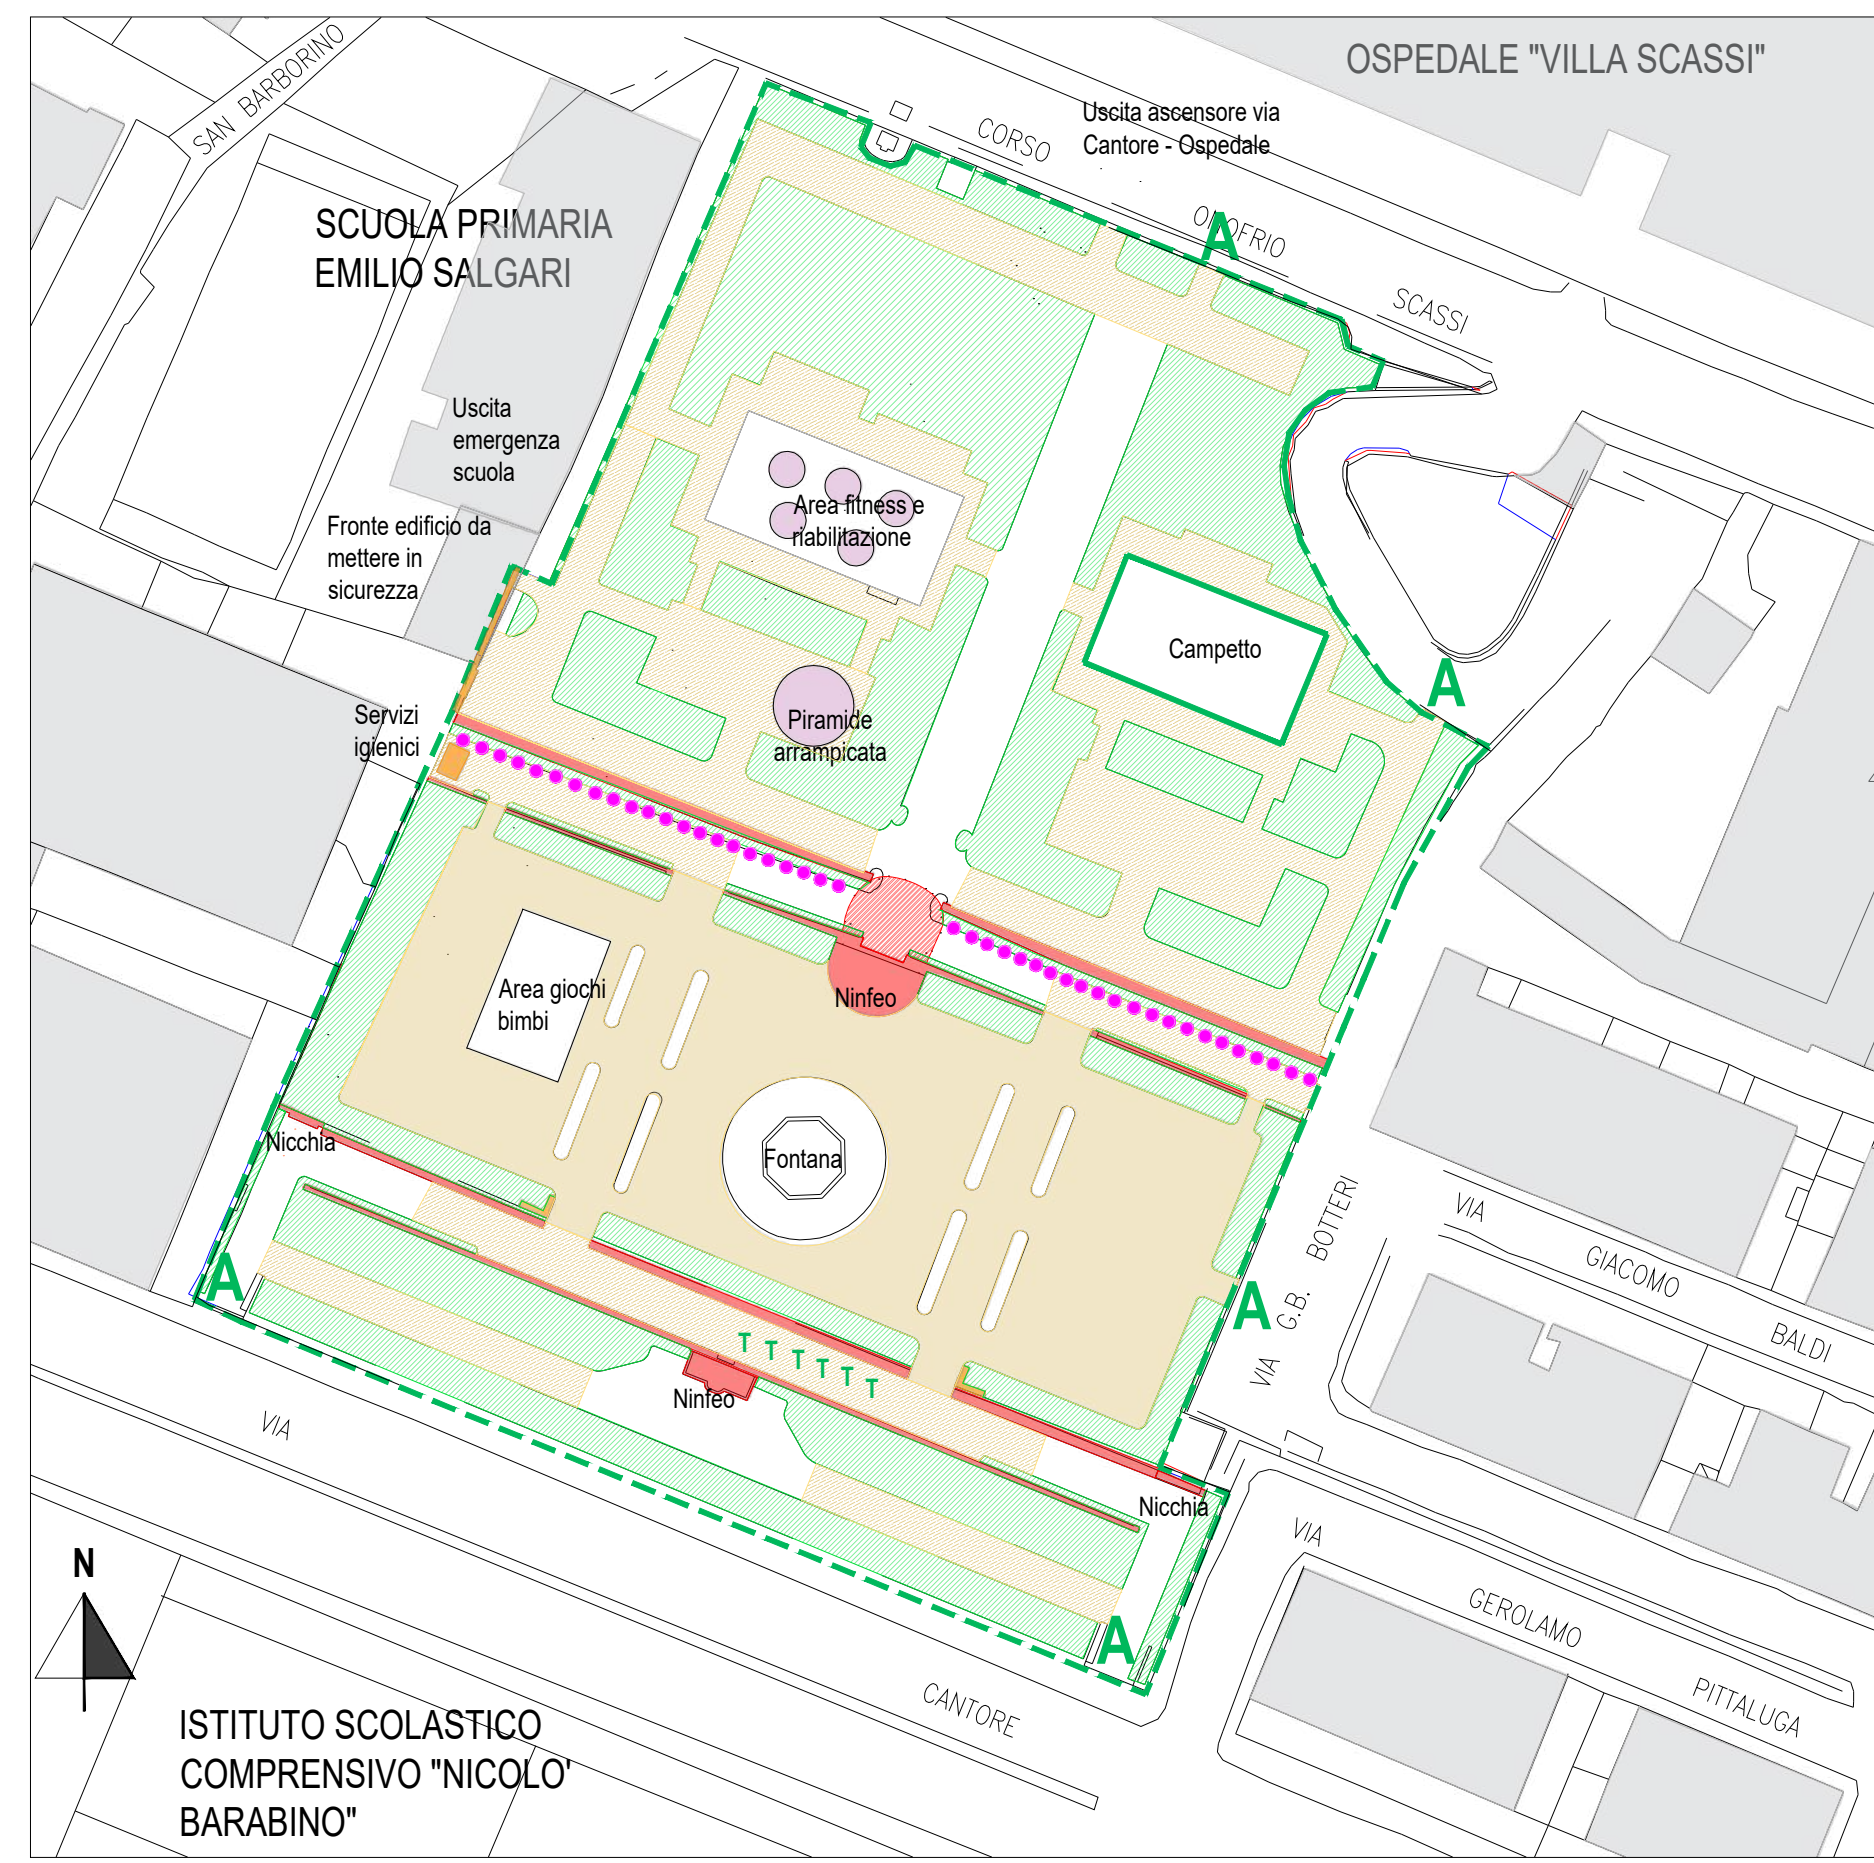 OSPEDALE "VILLA SCASSI"
SAN BARBORINO
Uscita ascensore via
Cantore - Ospedale
CORSO
ONOFRIO
SCASSI
A
SCUOLA PRIMARIA
EMILIO SALGARI
Uscita
emergenza
scuola
Fronte edificio da
mettere in
sicurezza
Area fitness e
riabilitazione
Campetto
A
Servizi
igienici
Piramide
arrampicata
Area giochi
bimbi
Ninfeo
Nicchia
Fontana
A
A
VIA G.B. BOTTERI
VIA
GIACOMO
BALDI
T T T T T T
Ninfeo
VIA
CANTORE
Nicchia
A
VIA
GEROLAMO
PITTALUGA
N
ISTITUTO SCOLASTICO
COMPRENSIVO "NICOLO'
BARABINO"